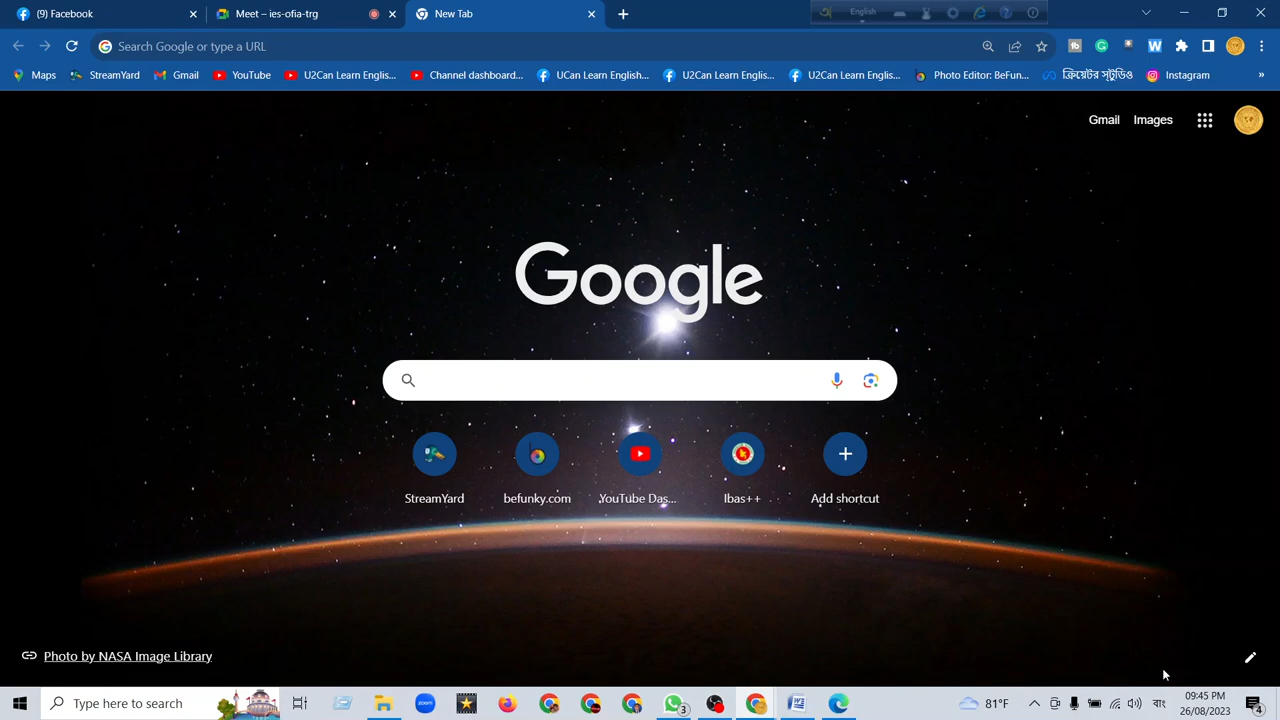 (9) Facebook
Meet – ies-ofia-trg
New Tab
English
Search Google or type a URL
Maps
StreamYard
Gmail
YouTube
U2Can Learn Englis...
Channel dashboard...
UCan Learn English...
U2Can Learn Englis...
U2Can Learn Englis...
Photo Editor: BeFun...
ক্রিয়েটর স্টুডিও
Instagram
»
Gmail
Images
Google
StreamYard
befunky.com
YouTube Das...
Ibas++
Add shortcut
Photo by NASA Image Library
Type here to search
3
81°F
বাং
09:45 PM
26/08/2023
4